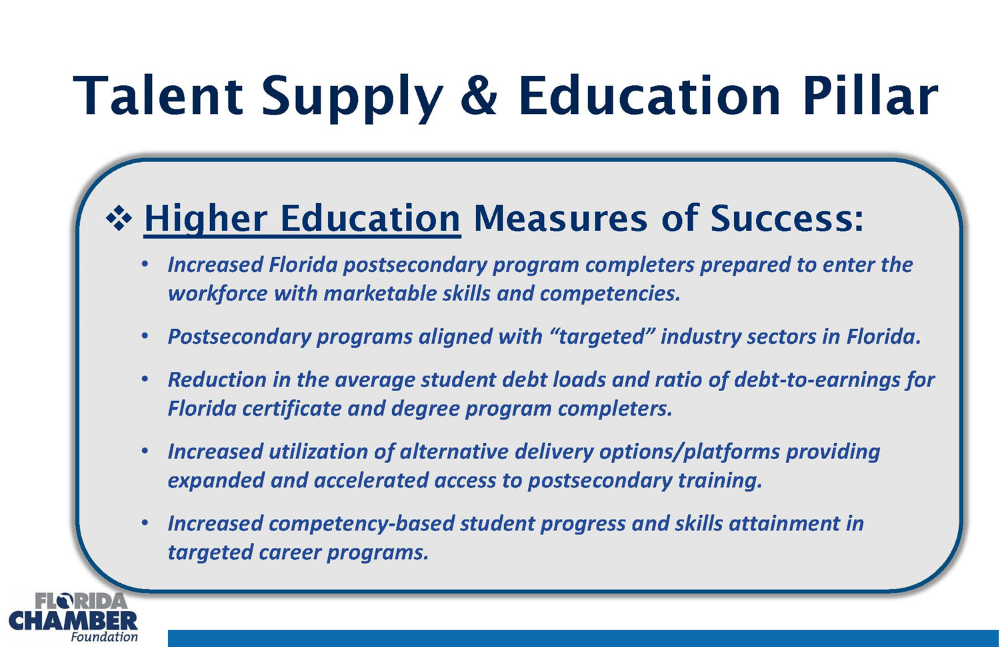 Talent Supply & Education Pillar
❖ Higher Education Measures of Success:
• Increased Florida postsecondary program completers prepared to enter the
workforce with marketable skills and competencies.
• Postsecondary programs aligned with “targeted” industry sectors in Florida.
• Reduction in the average student debt loads and ratio of debt-to-earnings for
Florida certificate and degree program completers.
• Increased utilization of alternative delivery options/platforms providing
expanded and accelerated access to postsecondary training.
• Increased competency-based student progress and skills attainment in
targeted career programs.
FLORIDA
CHAMBER
Foundation